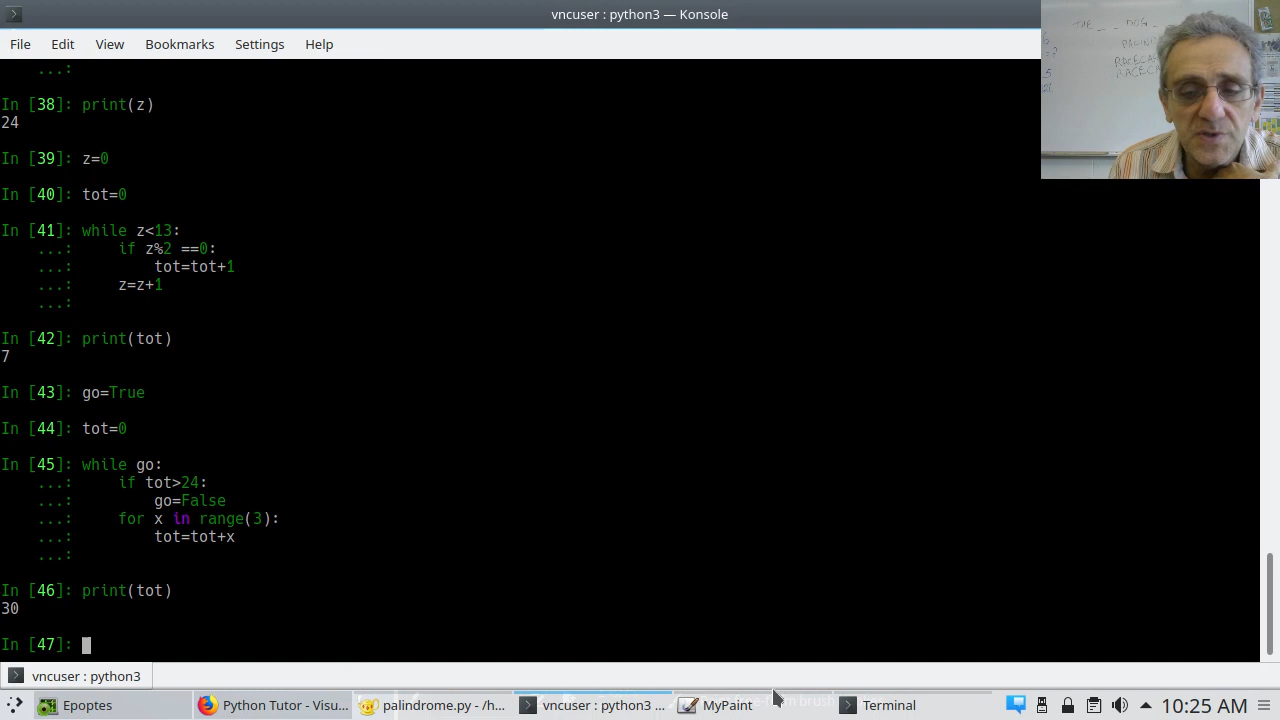 vncuser : python3 — Konsole
File Edit View Bookmarks Settings Help
...:
In [38]: print(z)
24
In [39]: z=0
In [40]: tot=0
In [41]: while z<13:
...: if z%2 ==0:
...: tot=tot+1
...: z=z+1
...:
In [42]: print(tot)
7
In [43]: go=True
In [44]: tot=0
In [45]: while go:
...: if tot>24:
...: go=False
...: for x in range(3):
...: tot=tot+x
...:
In [46]: print(tot)
30
In [47]:
THE _ _ DOG _
vncuser : python3
Epoptes Python Tutor - Visu... palindrome.py - /h... vncuser : python3 ... MyPaint Terminal 10:25 AM